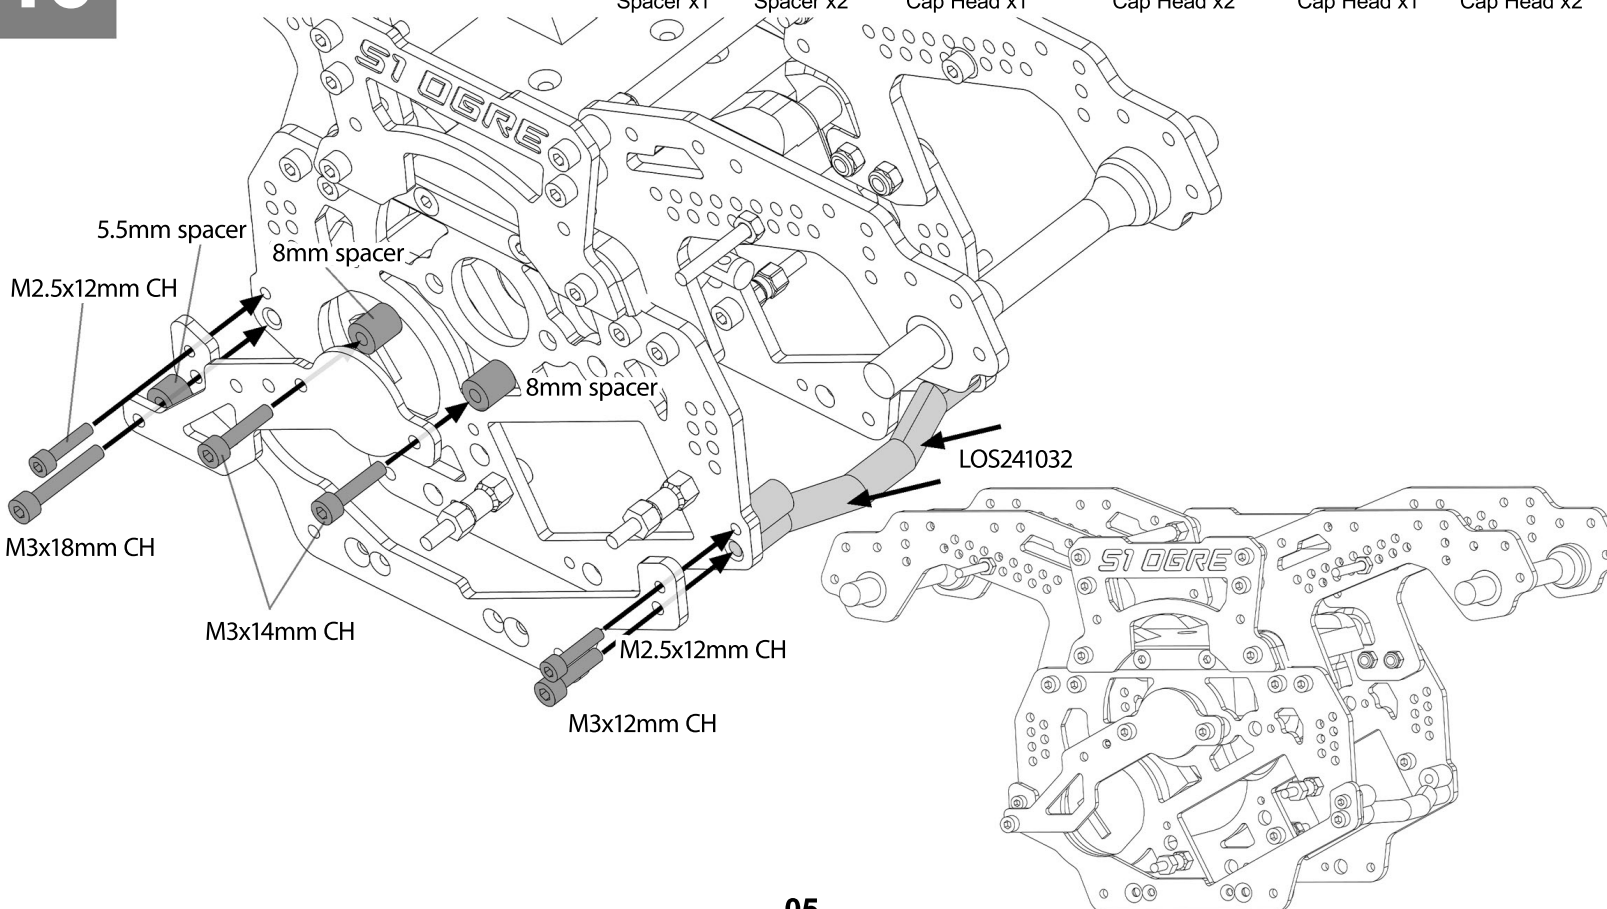 Spacer x1 Spacer x2 Cap Head x1 Cap Head x2 Cap Head x1 Cap Head x2
S1 OGRE
5.5mm spacer
8mm spacer
M2.5x12mm CH
8mm spacer
LOS241032
M3x18mm CH
S1 OGRE
M3x14mm CH
M2.5x12mm CH
M3x12mm CH
05